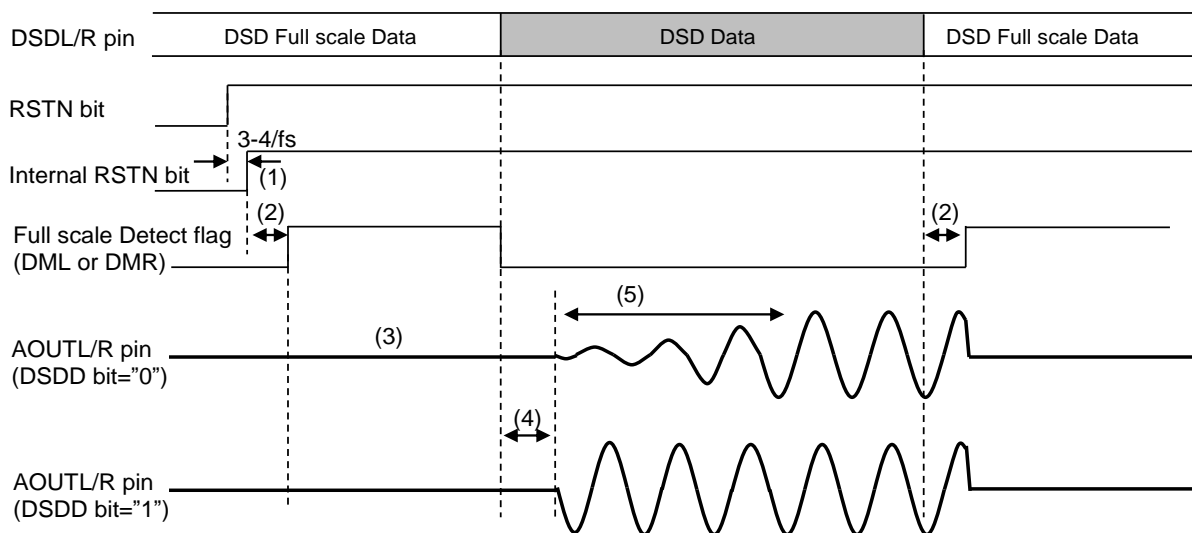 DSDL/R pin
DSD Full scale Data
DSD Data
DSD Full scale Data
RSTN bit
3-4/fs
Internal RSTN bit
(1)
(2)
(2)
Full scale Detect flag
(DML or DMR)
(5)
(3)
AOUTL/R pin
(DSDD bit=”0”)
(4)
AOUTL/R pin
(DSDD bit=”1”)